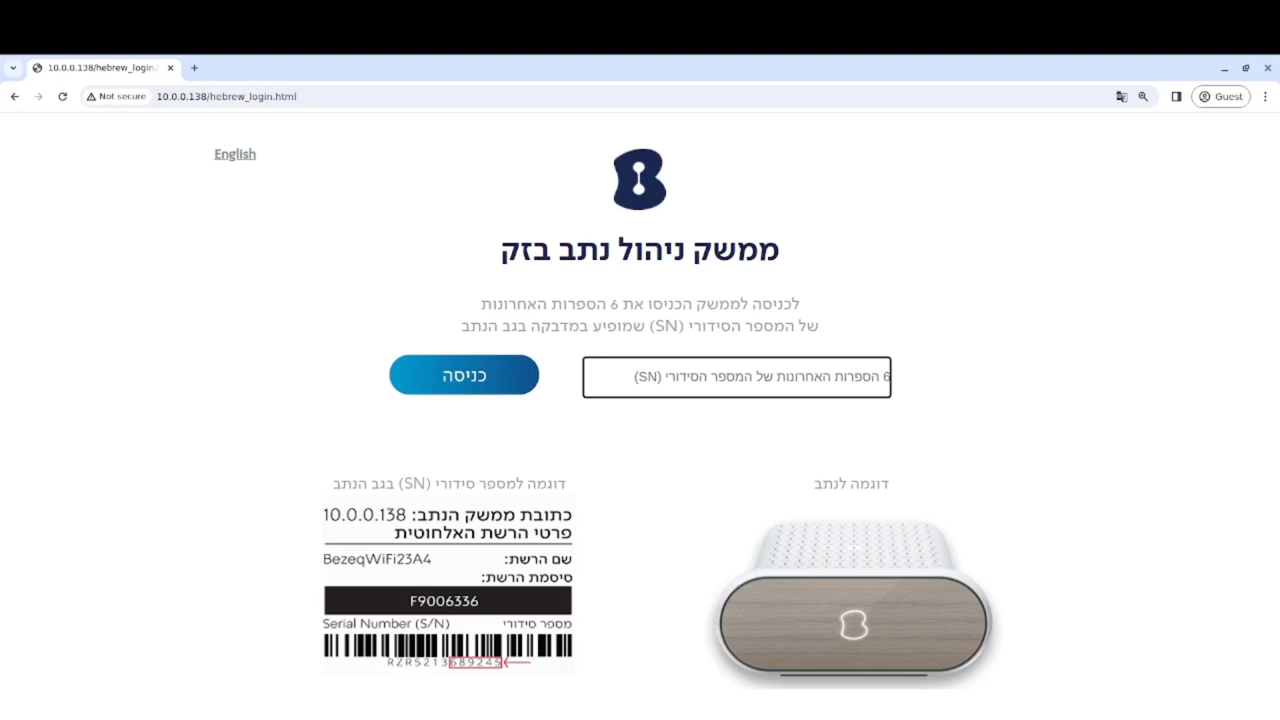 10.0.0.138/hebrew_login.
Not secure
10.0.0.138/hebrew_login.html
Guest
English
ממשק ניהול נתב בזק
לכניסה לממשק הכניסו את 6 הספרות האחרונות
של המספר הסידורי (SN) שמופיע במדבקה בגב הנתב
6 הספרות האחרונות של המספר הסידורי (SN)
כניסה
דוגמה לנתב
דוגמה למספר סידורי (SN) בגב הנתב
כתובת ממשק הנתב: 10.0.0.138
פרטי הרשת האלחוטית
שם הרשת: BezeqWiFi23A4
סיסמת הרשת:
F9006336
מספר סידורי Serial Number (S/N)
RZR5213689245